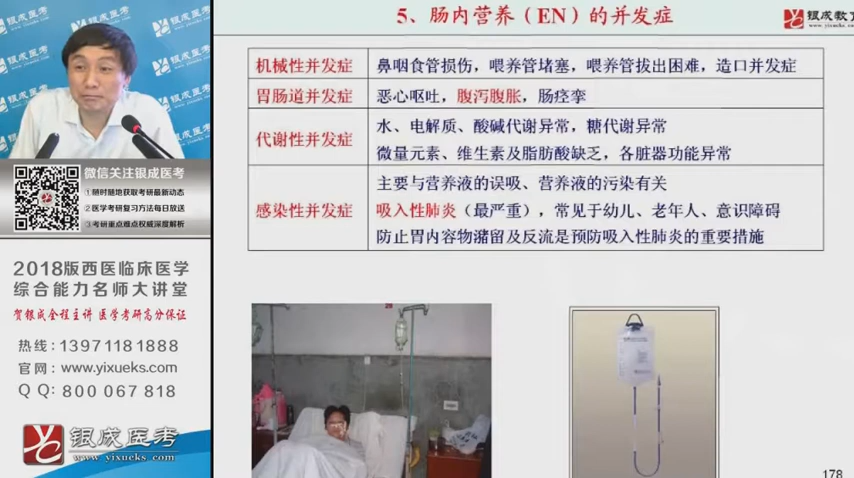 5、肠内营养（EN）的并发症
银成教育
www.yixueks.com
机械性并发症
鼻咽食管损伤，喂养管堵塞，喂养管拔出困难，造口并发症
胃肠道并发症
恶心呕吐，腹泻腹胀，肠痉挛
代谢性并发症
水、电解质、酸碱代谢异常，糖代谢异常
微量元素、维生素及脂肪酸缺乏，各脏器功能异常
感染性并发症
主要与营养液的误吸、营养液的污染有关
吸入性肺炎（最严重），常见于幼儿、老年人、意识障碍
防止胃内容物潴留及反流是预防吸入性肺炎的重要措施
178
微信关注银成医考
①随时随地获取考研最新动态
②医学考研复习方法每日放送
③考研重点难点权威深度解析
2018版西医临床医学
综合能力名师大讲堂
贺银成全程主讲 医学考研高分保证
热线：13971181888
官网：www.yixueks.com
Q Q：800 067 818
银成医考
www.yixueks.com